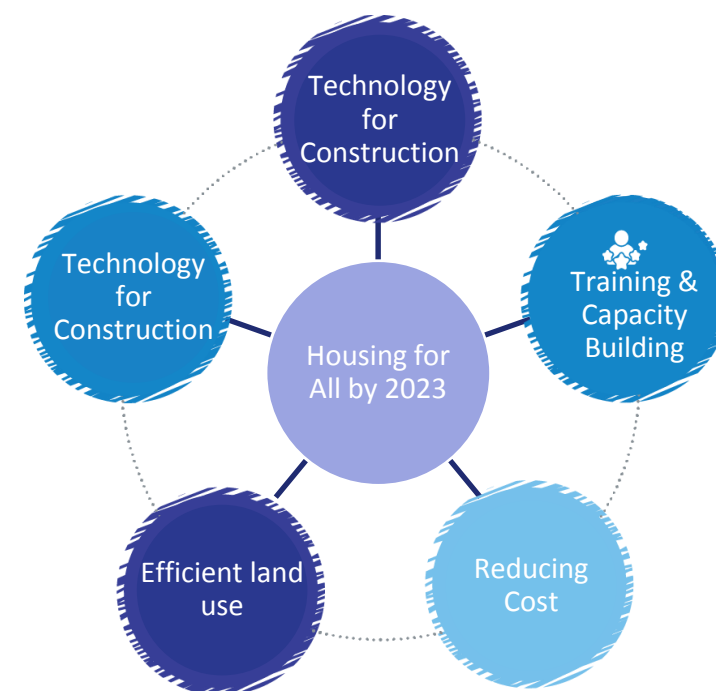 Technology
for
Construction
Technology
for
Construction
Training &
Capacity
Building
Housing for
All by 2023
Efficient land
use
Reducing
Cost